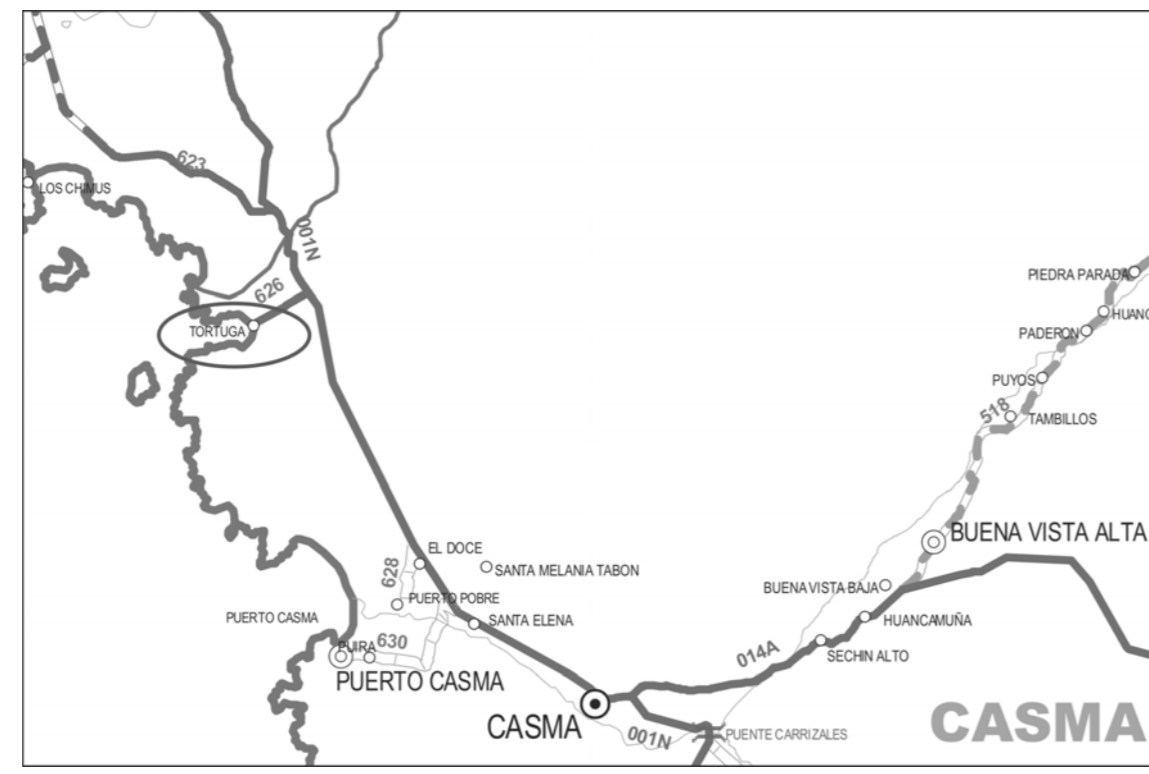 623
LOS CHIMUS
001N
626
TORTUGA
PIEDRA PARADA
HUANC
PADERON
PUYOS
518
TAMBILLOS
BUENA VISTA ALTA
EL DOCE
SANTA MELANIA TABON
628
BUENA VISTA BAJA
PUERTO POBRE
PUERTO CASMA
SANTA ELENA
HUANCAMUÑA
PUIRA
630
014A
SECHIN ALTO
PUERTO CASMA
CASMA
001N
PUENTE CARRIZALES
CASMA